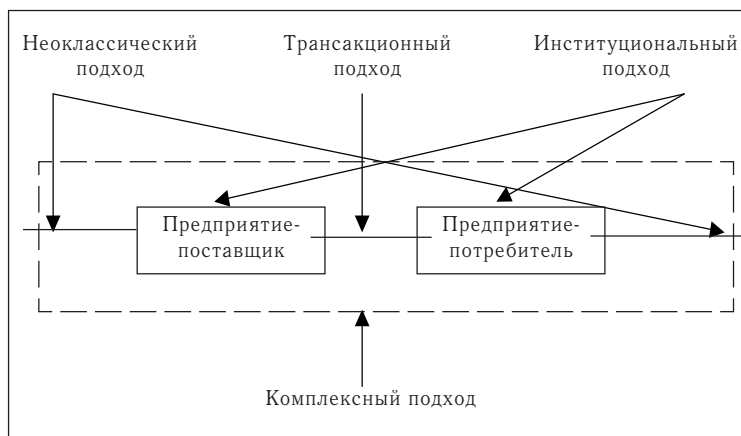 Неоклассический
подход
Трансакционный
подход
Институциональный
подход
Предприятие-
поставщик
Предприятие-
потребитель
Комплексный подход